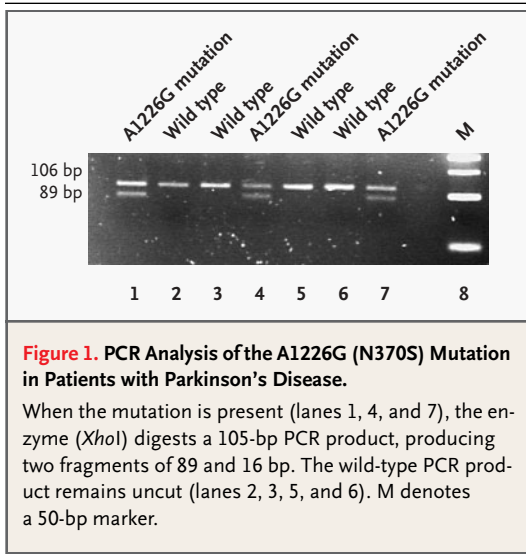 A1226G mutation
Wild type
Wild type
A1226G mutation
Wild type
Wild type
A1226G mutation
M
106 bp
89 bp
1 2 3 4 5 6 7 8
Figure 1. PCR Analysis of the A1226G (N370S) Mutation
in Patients with Parkinson’s Disease.
When the mutation is present (lanes 1, 4, and 7), the en-
zyme (XhoI) digests a 105-bp PCR product, producing
two fragments of 89 and 16 bp. The wild-type PCR prod-
uct remains uncut (lanes 2, 3, 5, and 6). M denotes
a 50-bp marker.